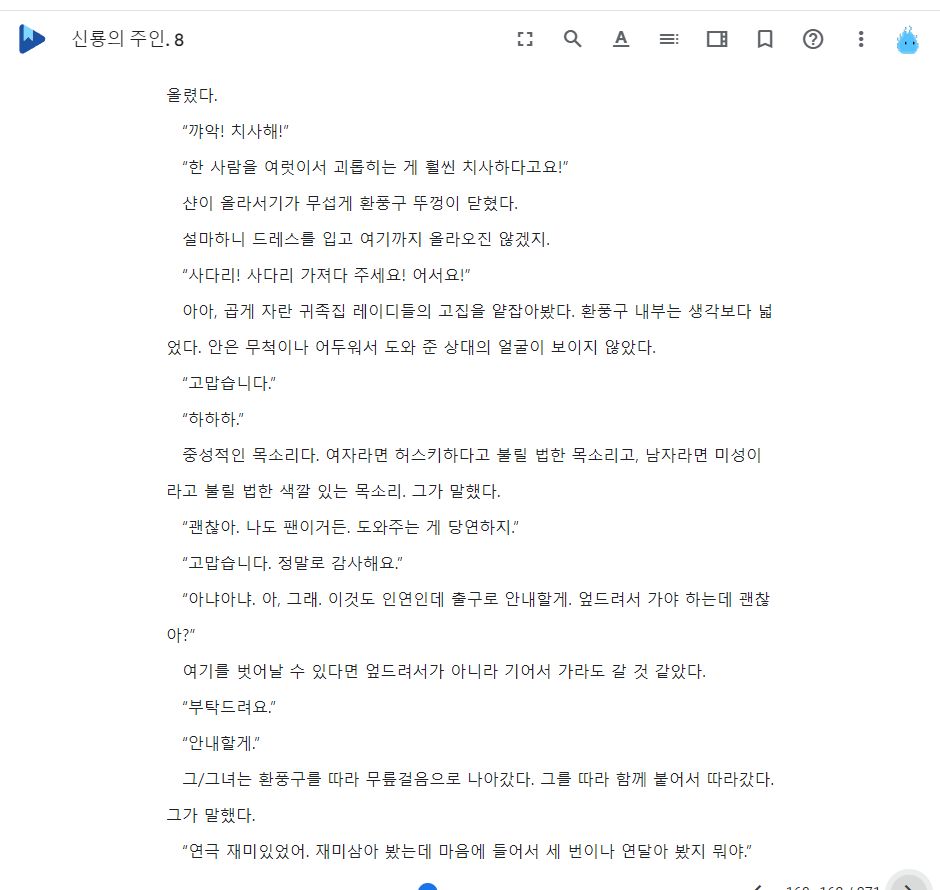 신룡의 주인. 8
올렸다.
“꺄악! 치사해!”
“한 사람을 여럿이서 괴롭히는 게 훨씬 치사하다고요!”
샨이 올라서기가 무섭게 환풍구 뚜껑이 닫혔다.
설마하니 드레스를 입고 여기까지 올라오진 않겠지.
“사다리! 사다리 가져다 주세요! 어서요!”
아아, 곱게 자란 귀족집 레이디들의 고집을 얕잡아봤다. 환풍구 내부는 생각보다 넓
었다. 안은 무척이나 어두워서 도와 준 상대의 얼굴이 보이지 않았다.
“고맙습니다.”
“하하하.”
중성적인 목소리다. 여자라면 허스키하다고 불릴 법한 목소리고, 남자라면 미성이
라고 불릴 법한 색깔 있는 목소리. 그가 말했다.
“괜찮아. 나도 팬이거든. 도와주는 게 당연하지.”
“고맙습니다. 정말로 감사해요.”
“아냐아냐. 아, 그래. 이것도 인연인데 출구로 안내할게. 엎드려서 가야 하는데 괜찮
아?”
여기를 벗어날 수 있다면 엎드려서가 아니라 기어서 가라도 갈 것 같았다.
“부탁드려요.”
“안내할게.”
그/그녀는 환풍구를 따라 무릎걸음으로 나아갔다. 그를 따라 함께 붙어서 따라갔다.
그가 말했다.
“연극 재미있었어. 재미삼아 봤는데 마음에 들어서 세 번이나 연달아 봤지 뭐야.”